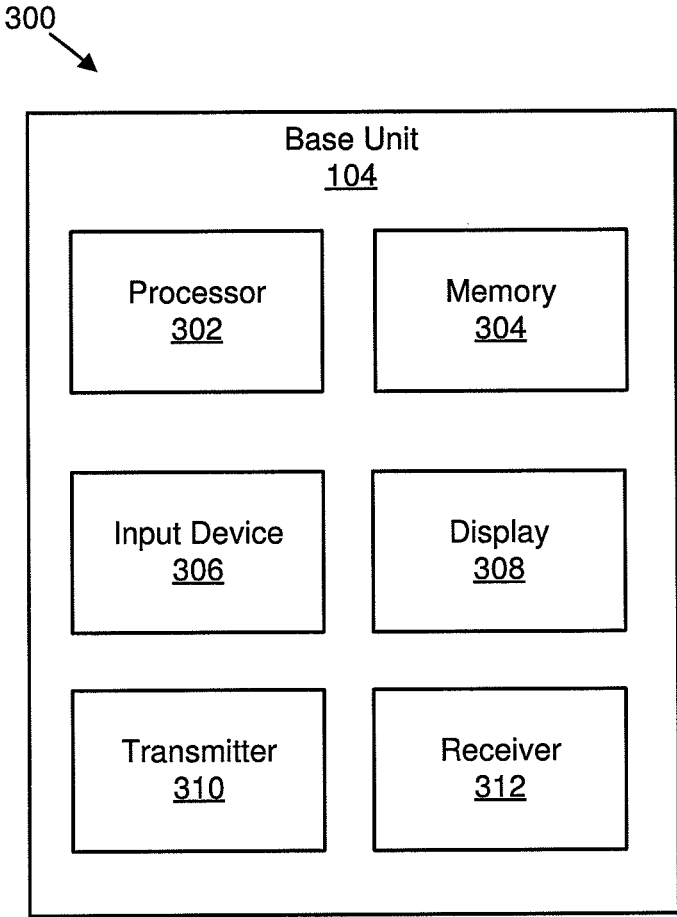 300
Base Unit
104
Processor
302
Memory
304
Input Device
306
Display
308
Transmitter
310
Receiver
312